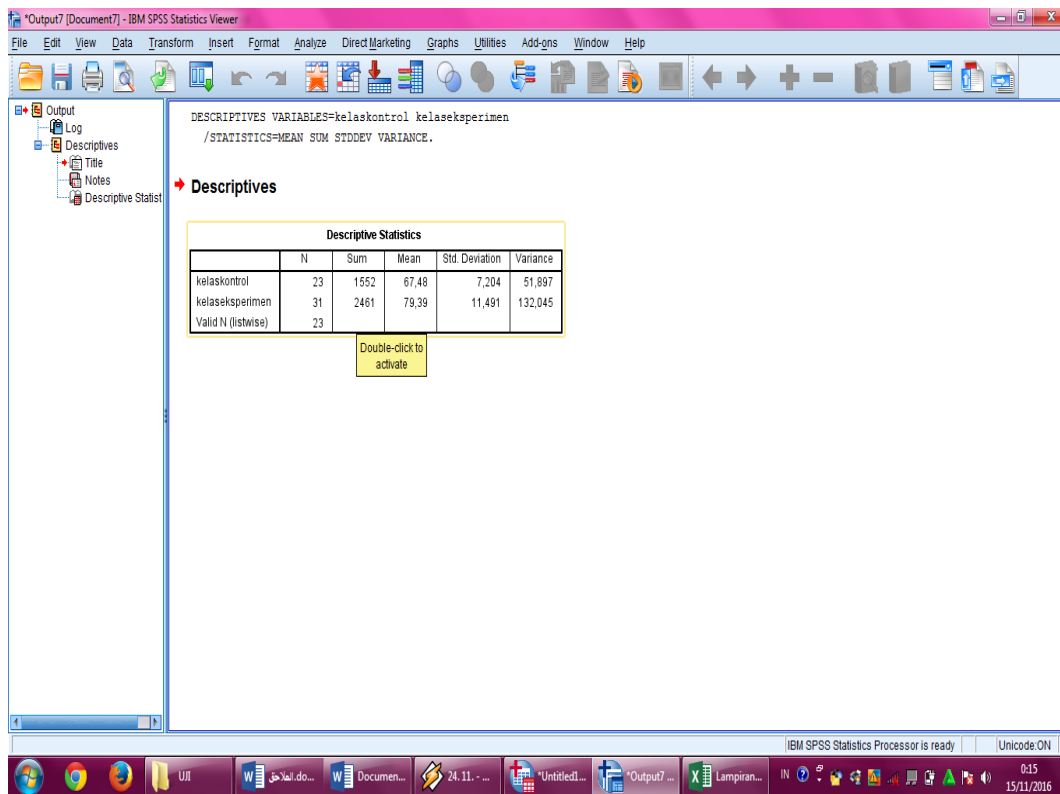 *Output7 [Document7] - IBM SPSS Statistics Viewer
File Edit View Data Transform Insert Format Analyze Direct Marketing Graphs Utilities Add-ons Window Help
Output
Log
Descriptives
Title
Notes
Descriptive Statist
DESCRIPTIVES VARIABLES=kelaskontrol kelaseksperimen
/STATISTICS=MEAN SUM STDDEV VARIANCE.
Descriptives
Descriptive Statistics
N Sum Mean Std. Deviation Variance
kelaskontrol 23 1552 67,48 7,204 51,897
kelaseksperimen 31 2461 79,39 11,491 132,045
Valid N (listwise) 23
Double-click to
activate
IBM SPSS Statistics Processor is ready Unicode:ON
UJI الملاحق.do... Documen... 24. 11. - ... *Untitled1... *Output7 ... Lampiran... IN 0:15
15/11/2016